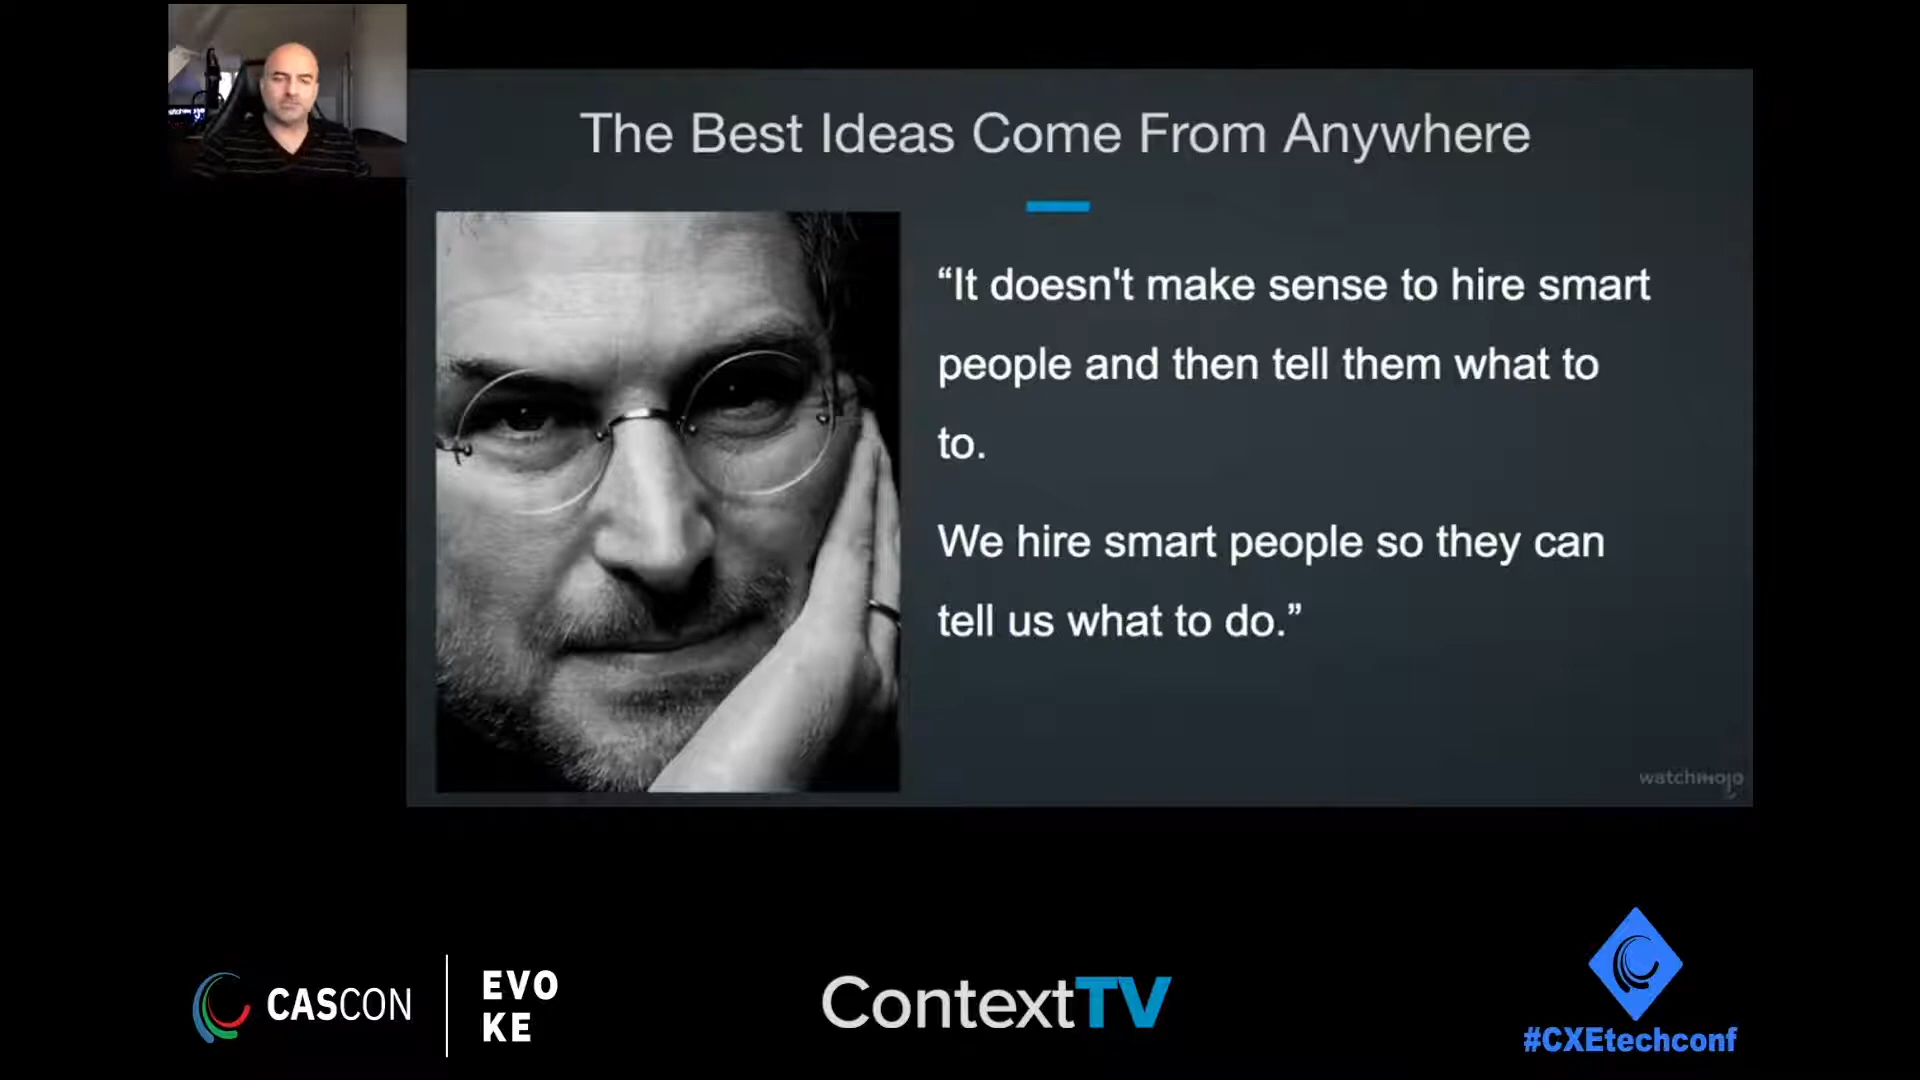 The Best Ideas Come From Anywhere
“It doesn't make sense to hire smart
people and then tell them what to
to.
We hire smart people so they can
tell us what to do.”
watchmojo
CASCON
EVO
KE
ContextTV
#CXEtechconf